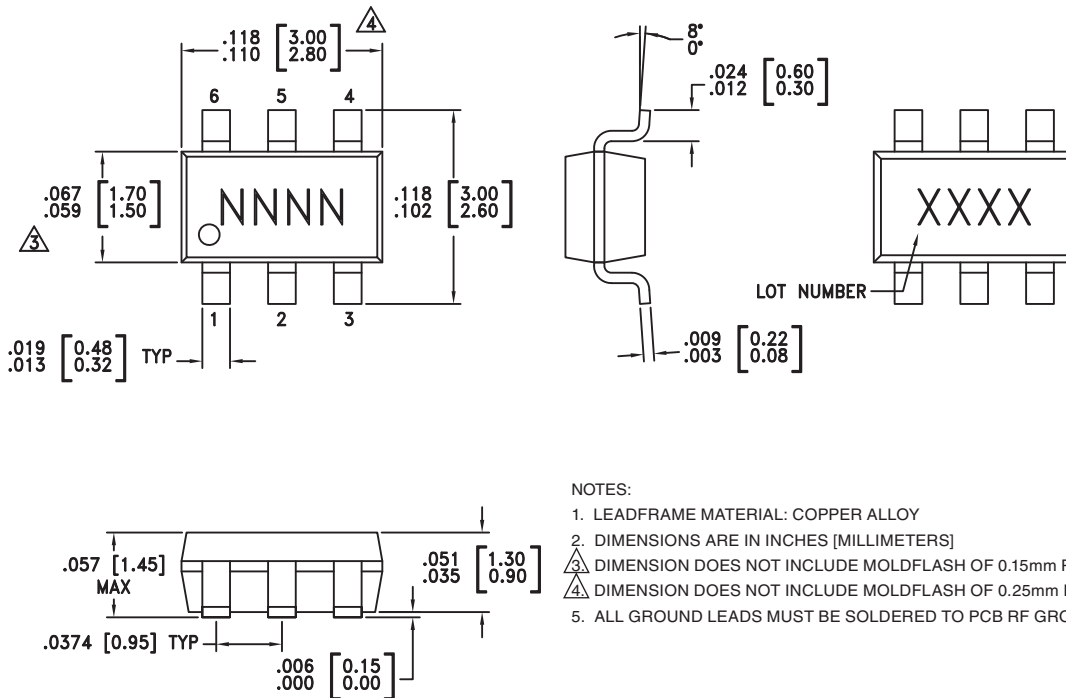 4
.118 [3.00]
.110 [2.80]
6 5 4
.067 [1.70]
.059 [1.50]
3
NNNN
.118 [3.00]
.102 [2.60]
1 2 3
.019 [0.48]
.013 [0.32]
TYP
8°
0°
.024 [0.60]
.012 [0.30]
.009 [0.22]
.003 [0.08]
XXXX
LOT NUMBER
.057 [1.45]
MAX
.051 [1.30]
.035 [0.90]
.0374 [0.95] TYP
.006 [0.15]
.000 [0.00]
NOTES:
1. LEADFRAME MATERIAL: COPPER ALLOY
2. DIMENSIONS ARE IN INCHES [MILLIMETERS]
3. DIMENSION DOES NOT INCLUDE MOLDFLASH OF 0.15mm
4. DIMENSION DOES NOT INCLUDE MOLDFLASH OF 0.25mm
5. ALL GROUND LEADS MUST BE SOLDERED TO PCB RF